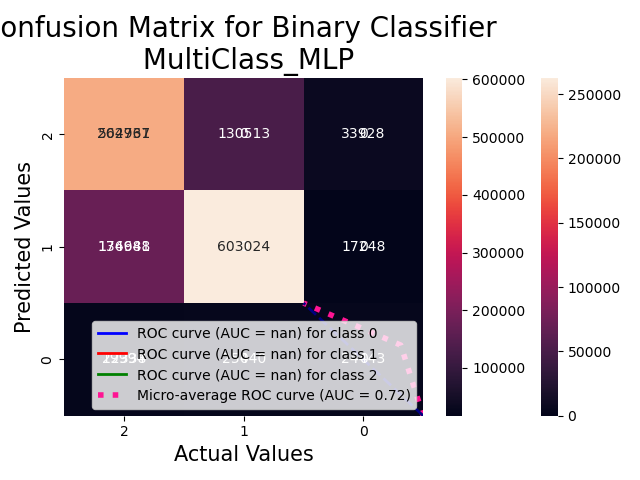 onfusion Matrix for Binary Classifier
MultiClass_MLP
Predicted Values
2
1
0
603024
ROC curve (AUC = nan) for class 0
ROC curve (AUC = nan) for class 1
ROC curve (AUC = nan) for class 2
Micro-average ROC curve (AUC = 0.72)
2 1 0
Actual Values
600000
500000
400000
300000
200000
100000
250000
200000
150000
100000
50000
0